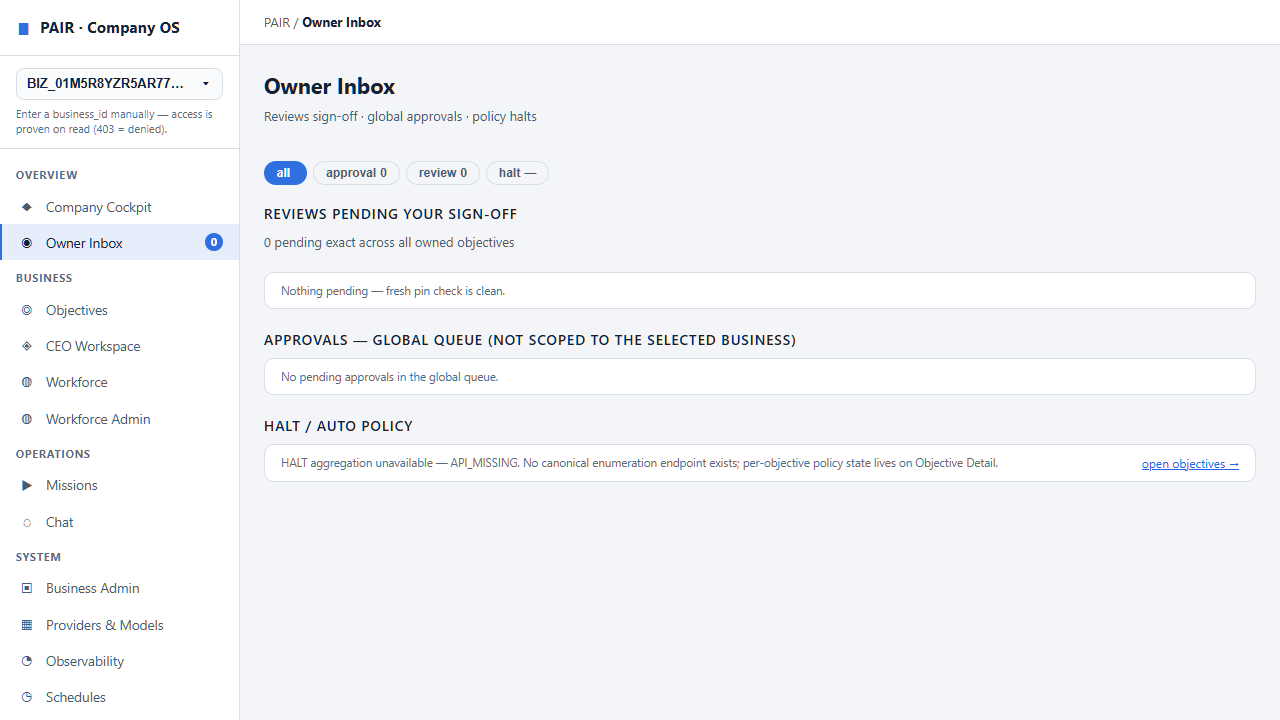 PAIR · Company OS
BIZ_01M5R8YZR5AR77…
Enter a business_id manually — access is
proven on read (403 = denied).
OVERVIEW
Company Cockpit
Owner Inbox 0
BUSINESS
Objectives
CEO Workspace
Workforce
Workforce Admin
OPERATIONS
Missions
Chat
SYSTEM
Business Admin
Providers & Models
Observability
Schedules
PAIR / Owner Inbox
Owner Inbox
Reviews sign-off · global approvals · policy halts
all approval 0 review 0 halt —
REVIEWS PENDING YOUR SIGN-OFF
0 pending exact across all owned objectives
Nothing pending — fresh pin check is clean.
APPROVALS — GLOBAL QUEUE (NOT SCOPED TO THE SELECTED BUSINESS)
No pending approvals in the global queue.
HALT / AUTO POLICY
HALT aggregation unavailable — API_MISSING. No canonical enumeration endpoint exists; per-objective policy state lives on Objective Detail. open objectives →